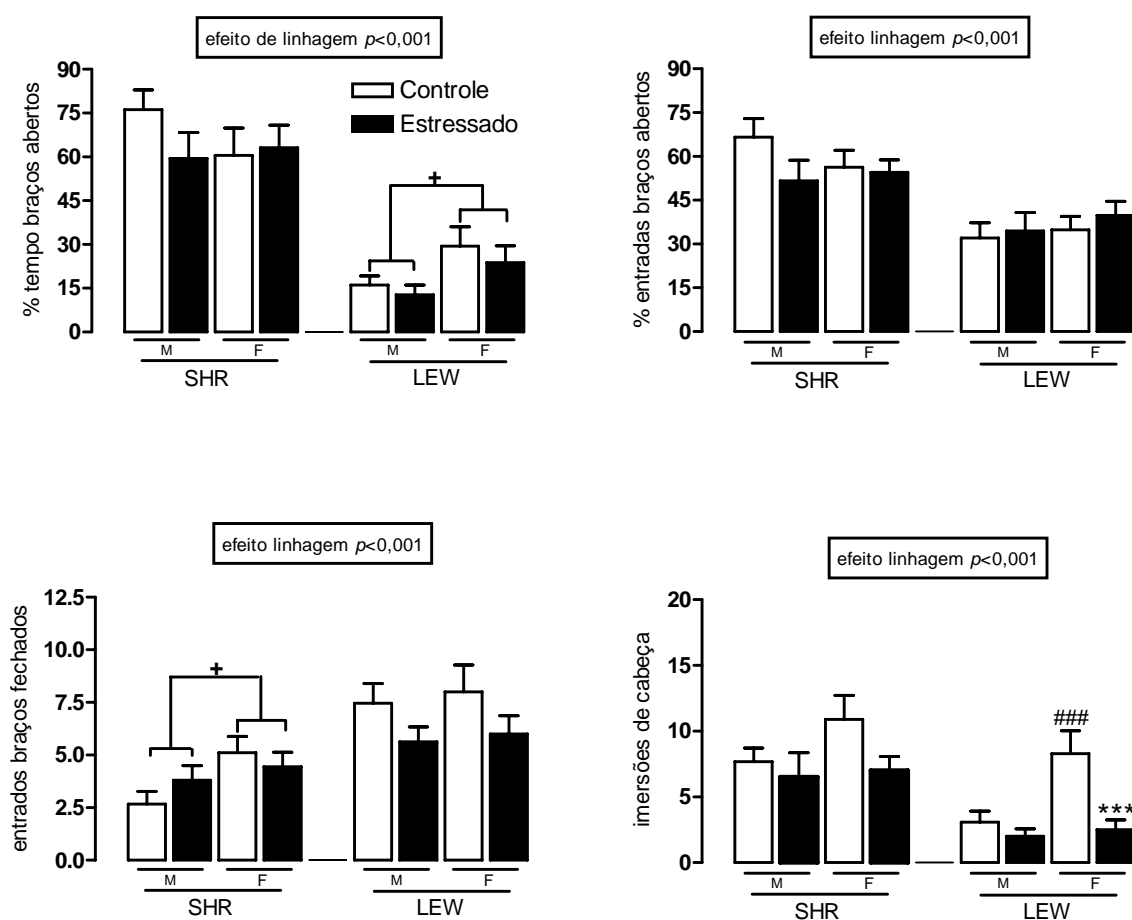 efeito de linhagem p<0,001
% tempo braços abertos
90
75
60
45
30
15
0
Controle
Estressado
+
M
F
M
F
SHR
LEW
efeito linhagem p<0,001
% entradas braços abertos
90
75
60
45
30
15
0
M
F
M
F
SHR
LEW
efeito linhagem p<0,001
entrados braços fechados
12.5
10.0
7.5
5.0
2.5
0.0
+
M
F
M
F
SHR
LEW
efeito linhagem p<0,001
imersões de cabeça
20
15
10
5
0
###
***
M
F
M
F
SHR
LEW